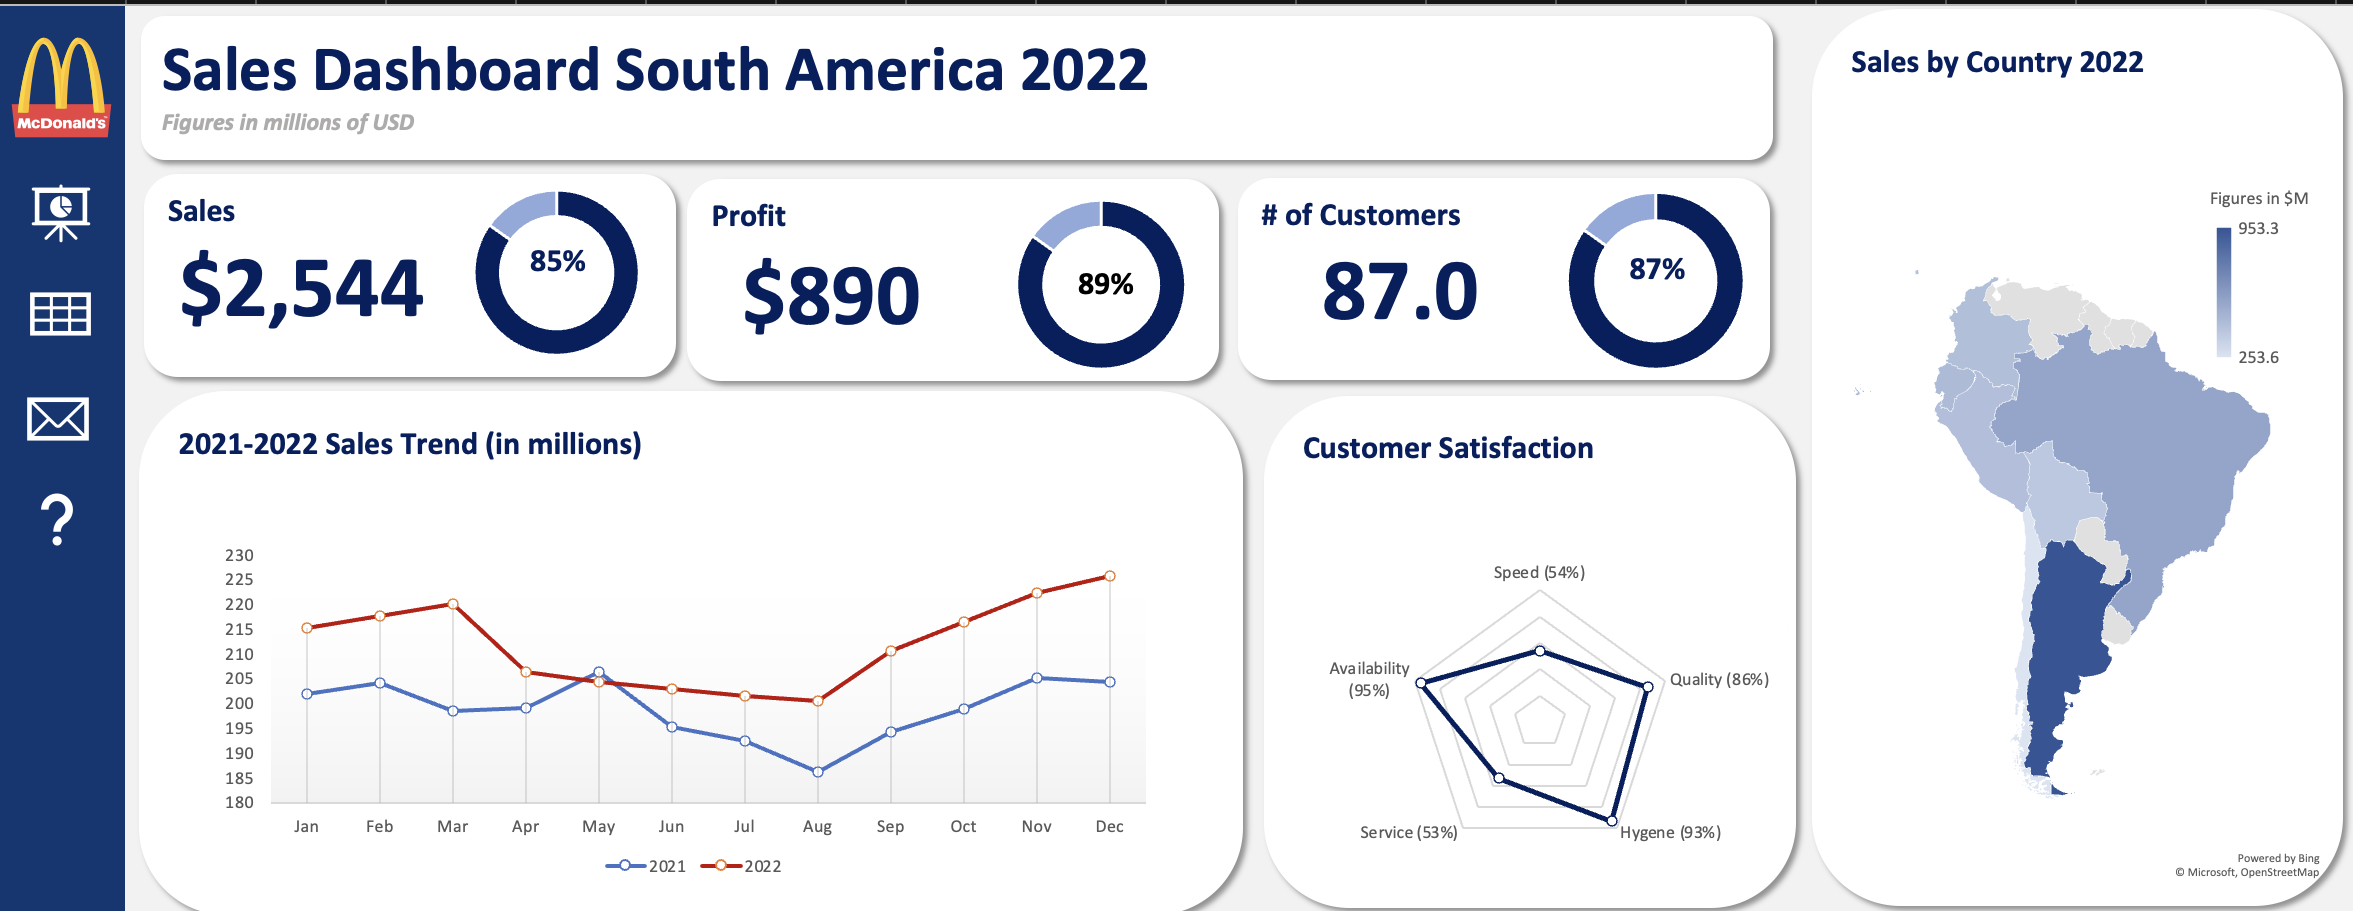 McDonald's
Sales Dashboard South America 2022
Figures in millions of USD
Sales
$2,544
85%
Profit
$890
89%
# of Customers
87.0
87%
2021-2022 Sales Trend (in millions)
230
225
220
215
210
205
200
195
190
185
180
Jan Feb Mar Apr May Jun Jul Aug Sep Oct Nov Dec
2021 2022
Customer Satisfaction
Speed (54%)
Quality (86%)
Hygene (93%)
Service (53%)
Availability
(95%)
Sales by Country 2022
Figures in $M
953.3
253.6
Powered by Bing
© Microsoft, OpenStreetMap